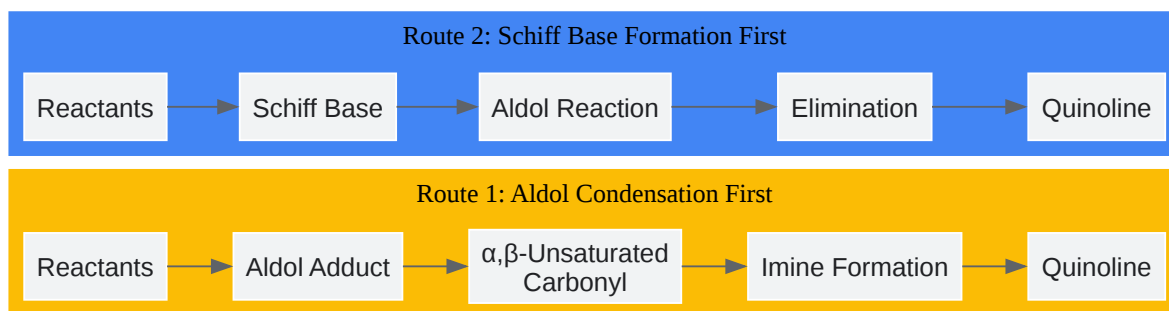 Route 2: Schiff Base Formation First
Reactants
Schiff Base
Aldol Reaction
Elimination
Quinoline
Route 1: Aldol Condensation First
Reactants
Aldol Adduct
α,β-Unsaturated
Carbonyl
Imine Formation
Quinoline